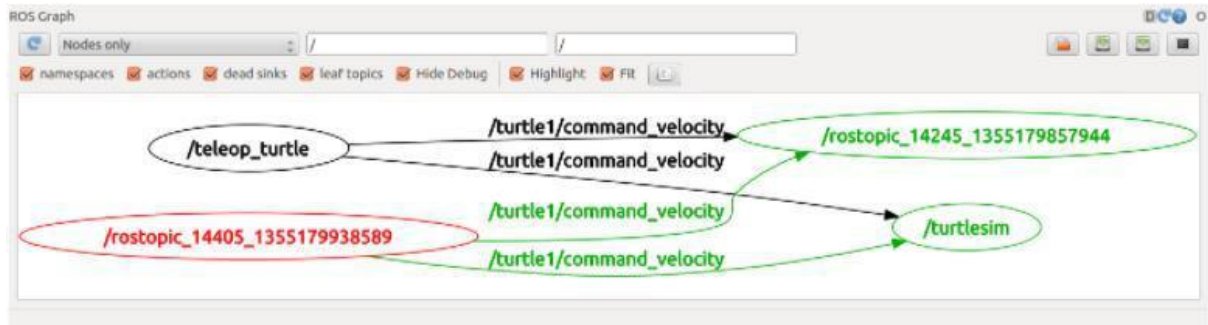 ROS Graph
Nodes only / /
namespaces actions dead sinks leaf topics Hide Debug Highlight Fit
/teleop_turtle
/turtle1/command_velocity
/rostopic_14245_1355179857944
/turtle1/command_velocity
/turtle1/command_velocity
/turtlesim
/rostopic_14405_1355179938589
/turtle1/command_velocity